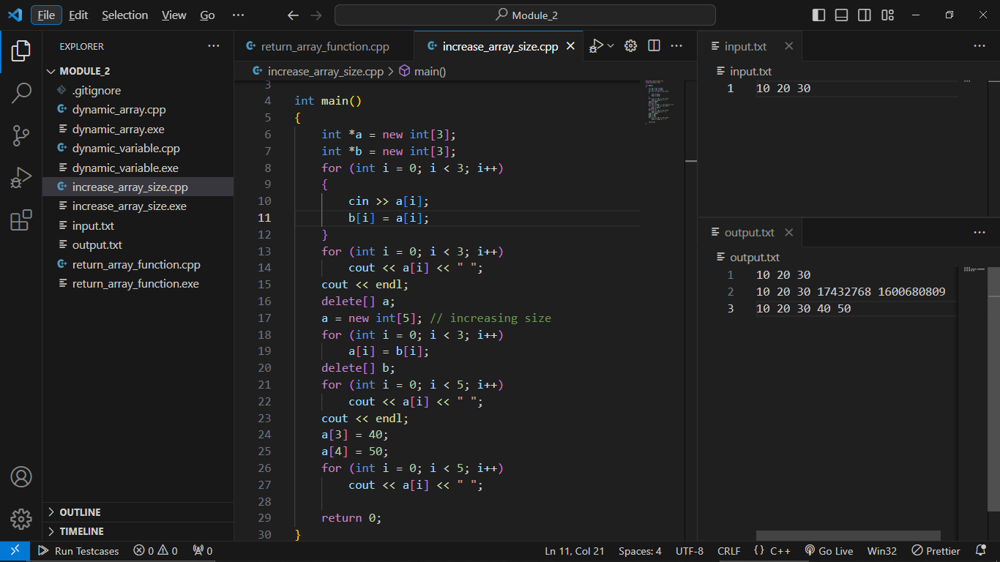 File Edit Selection View Go ··· Module_2
EXPLORER ···
MODULE_2
.gitignore
dynamic_array.cpp
dynamic_array.exe
dynamic_variable.cpp
dynamic_variable.exe
increase_array_size.cpp
increase_array_size.exe
input.txt
output.txt
return_array_function.cpp
return_array_function.exe
OUTLINE
TIMELINE
return_array_function.cpp increase_array_size.cpp
increase_array_size.cpp > main()
3
4 int main()
5 {
6 int *a = new int[3];
7 int *b = new int[3];
8 for (int i = 0; i < 3; i++)
9 {
10 cin >> a[i];
11 b[i] = a[i];
12 }
13 for (int i = 0; i < 3; i++)
14 cout << a[i] << " ";
15 cout << endl;
16 delete[] a;
17 a = new int[5]; // increasing size
18 for (int i = 0; i < 3; i++)
19 a[i] = b[i];
20 delete[] b;
21 for (int i = 0; i < 5; i++)
22 cout << a[i] << " ";
23 cout << endl;
24 a[3] = 40;
25 a[4] = 50;
26 for (int i = 0; i < 5; i++)
27 cout << a[i] << " ";
28
29 return 0;
30 }
input.txt
input.txt
1 10 20 30
output.txt
output.txt
1 10 20 30
2 10 20 30 17432768 1600680809
3 10 20 30 40 50
Run Testcases 0 0 0 Ln 11, Col 21 Spaces: 4 UTF-8 CRLF {} C++ Go Live Win32 Prettier